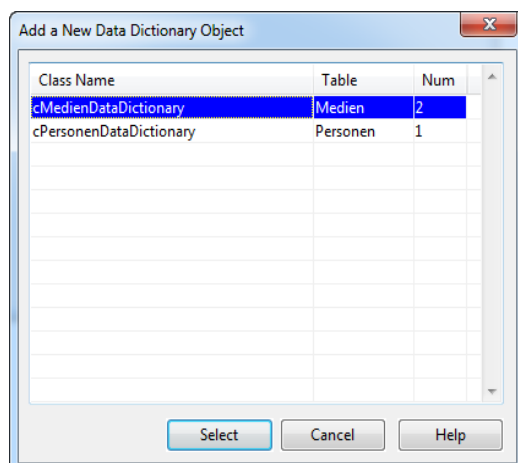 Add a New Data Dictionary Object
Class Name Table Num
cMedienDataDictionary Medien 2
cPersonenDataDictionary Personen 1
Select Cancel Help